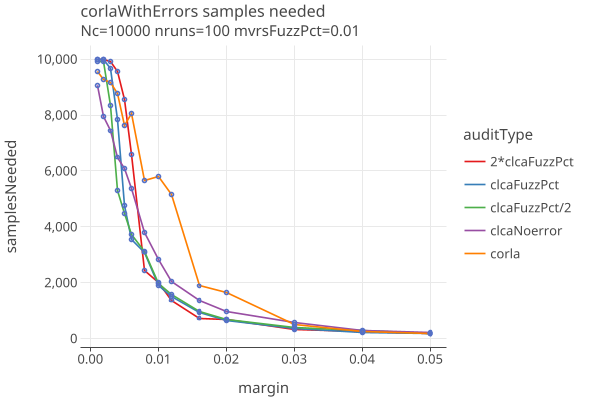 corlaWithErrors samples needed
Nc=10000 nruns=100 mvrsFuzzPct=0.01
samplesNeeded
10,000
8,000
6,000
4,000
2,000
0
0.00 0.01 0.02 0.03 0.04 0.05
margin
auditType
2*clcaFuzzPct
clcaFuzzPct
clcaFuzzPct/2
clcaNoerror
corla